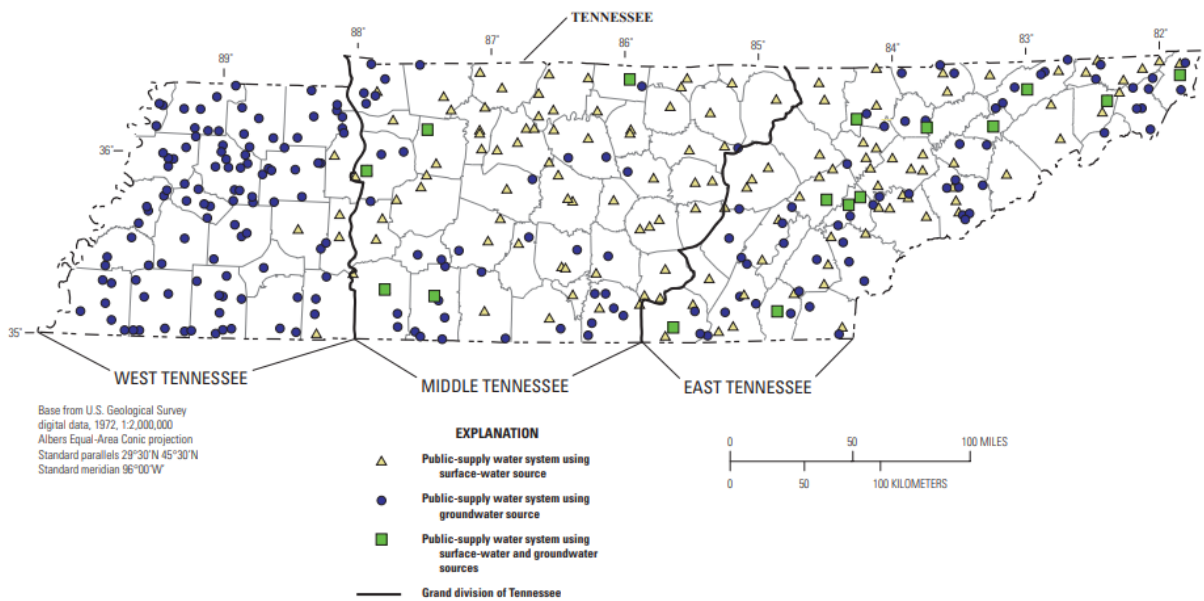 TENNESSEE
88°
89°
87°
86°
85°
84°
83°
82°
36°
35°
WEST TENNESSEE
MIDDLE TENNESSEE
EAST TENNESSEE
Base from U.S. Geological Survey
digital data, 1972, 1:2,000,000
Albers Equal-Area Conic projection
Standard parallels 29°30'N 45°30'N
Standard meridian 96°00'W'
EXPLANATION
Public-supply water system using
surface-water source
Public-supply water system using
groundwater source
Public-supply water system using
surface-water and groundwater
sources
Grand division of Tennessee
0 50 100 MILES
0 50 100 KILOMETERS